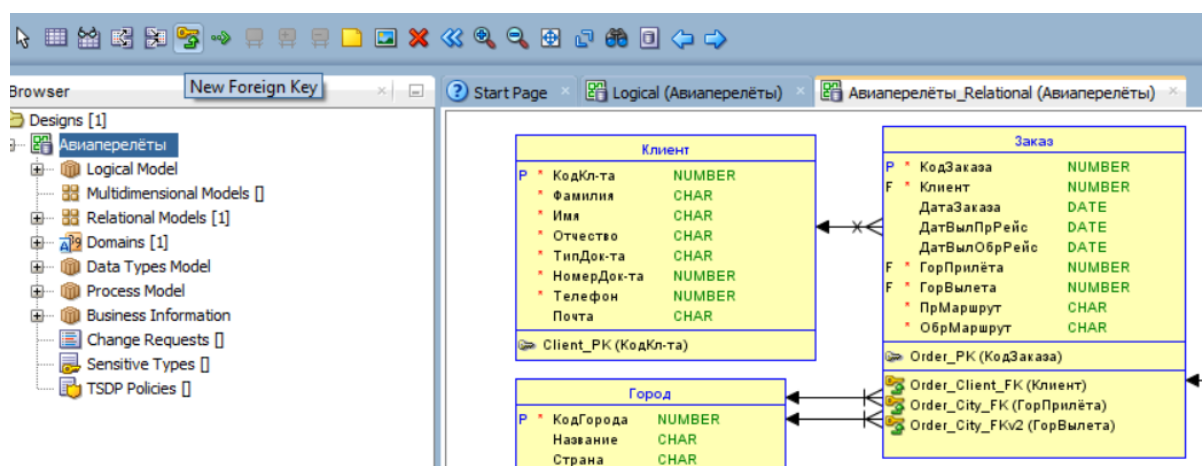 New Foreign Key
Browser
Start Page
Logical (Авиаперелёты)
Авиаперелёты_Relational (Авиаперелёты)
Designs [1]
Авиаперелёты
Logical Model
Multidimensional Models []
Relational Models [1]
Domains [1]
Data Types Model
Process Model
Business Information
Change Requests []
Sensitive Types []
TSDP Policies []
Клиент
P * КодКл-та NUMBER
* Фамилия CHAR
* Имя CHAR
* Отчество CHAR
* ТипДок-та CHAR
* НомерДок-та NUMBER
* Телефон NUMBER
Почта CHAR
Client_PK (КодКл-та)
Город
P * КодГорода NUMBER
Название CHAR
Страна CHAR
Заказ
P * КодЗаказа NUMBER
F * Клиент NUMBER
ДатаЗаказа DATE
ДатВылПрРейс DATE
ДатВылОбрРейс DATE
F * ГорПрилёта NUMBER
F * ГорВылета NUMBER
* ПрМаршрут CHAR
* ОбрМаршрут CHAR
Order_PK (КодЗаказа)
Order_Client_FK (Клиент)
Order_City_FK (ГорПрилёта)
Order_City_FKv2 (ГорВылета)